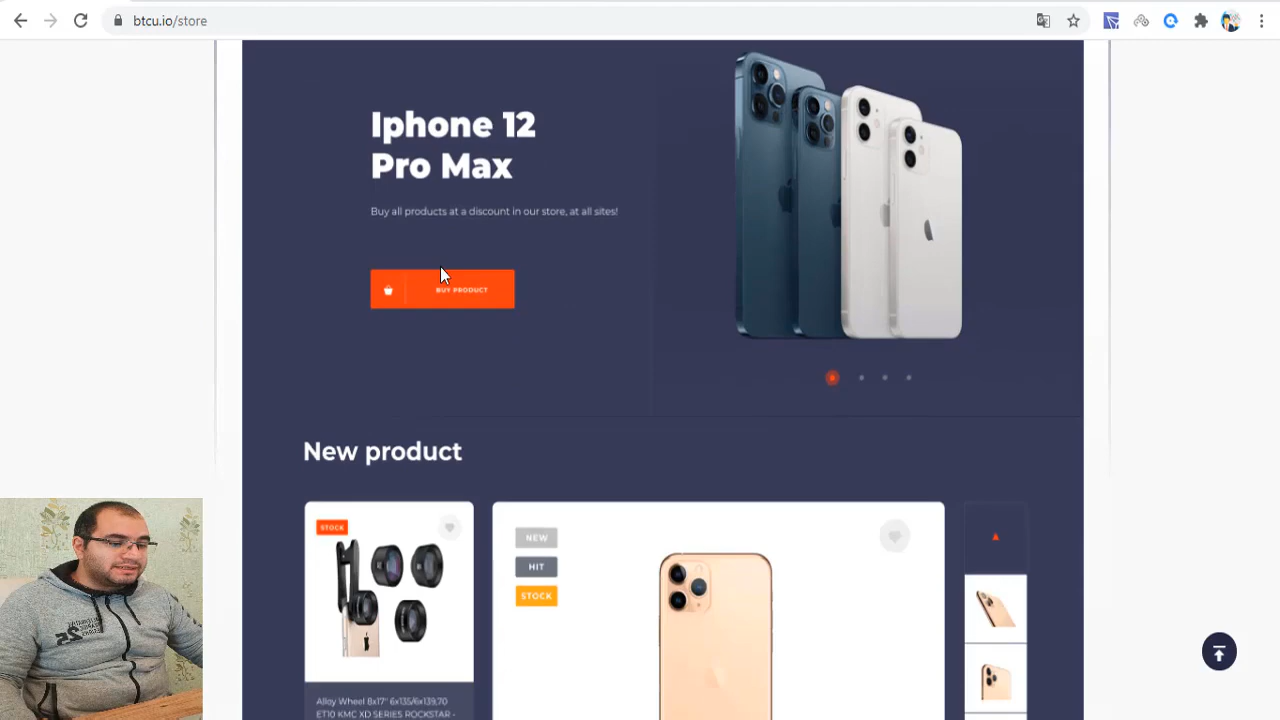 btcu.io/store
Iphone 12
Pro Max
Buy all products at a discount in our store, at all sites!
BUY PRODUCT
New product
STOCK
NEW
HIT
STOCK
Alloy Wheel 8x17" 6x135/6x139,70
ET10 KMC XD SERIES ROCKSTAR -
25